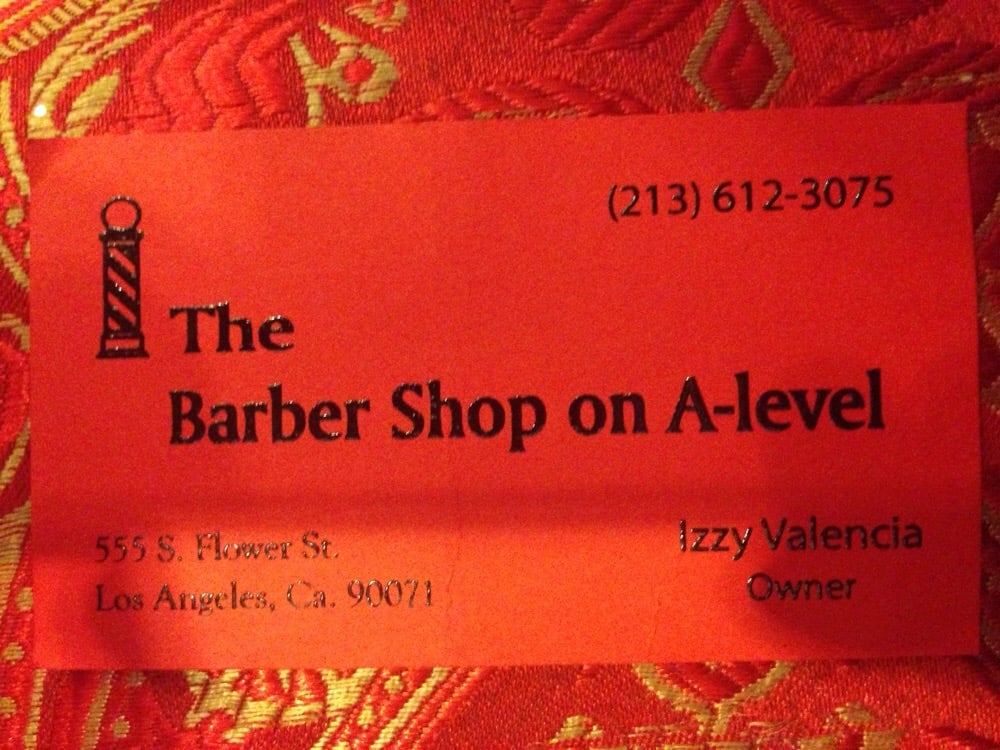 (213) 612-3075
The
Barber Shop on A-level
555 S. Flower St.
Los Angeles, Ca. 90071
Izzy Valencia
Owner